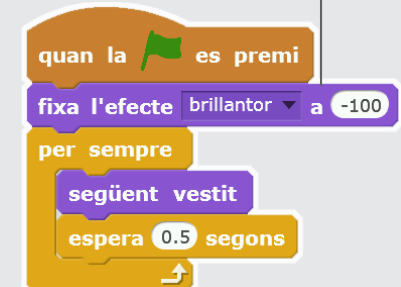 quan la es premi
fixa l'efecte brillantor a -100
per sempre
següent vestit
espera 0.5 segons